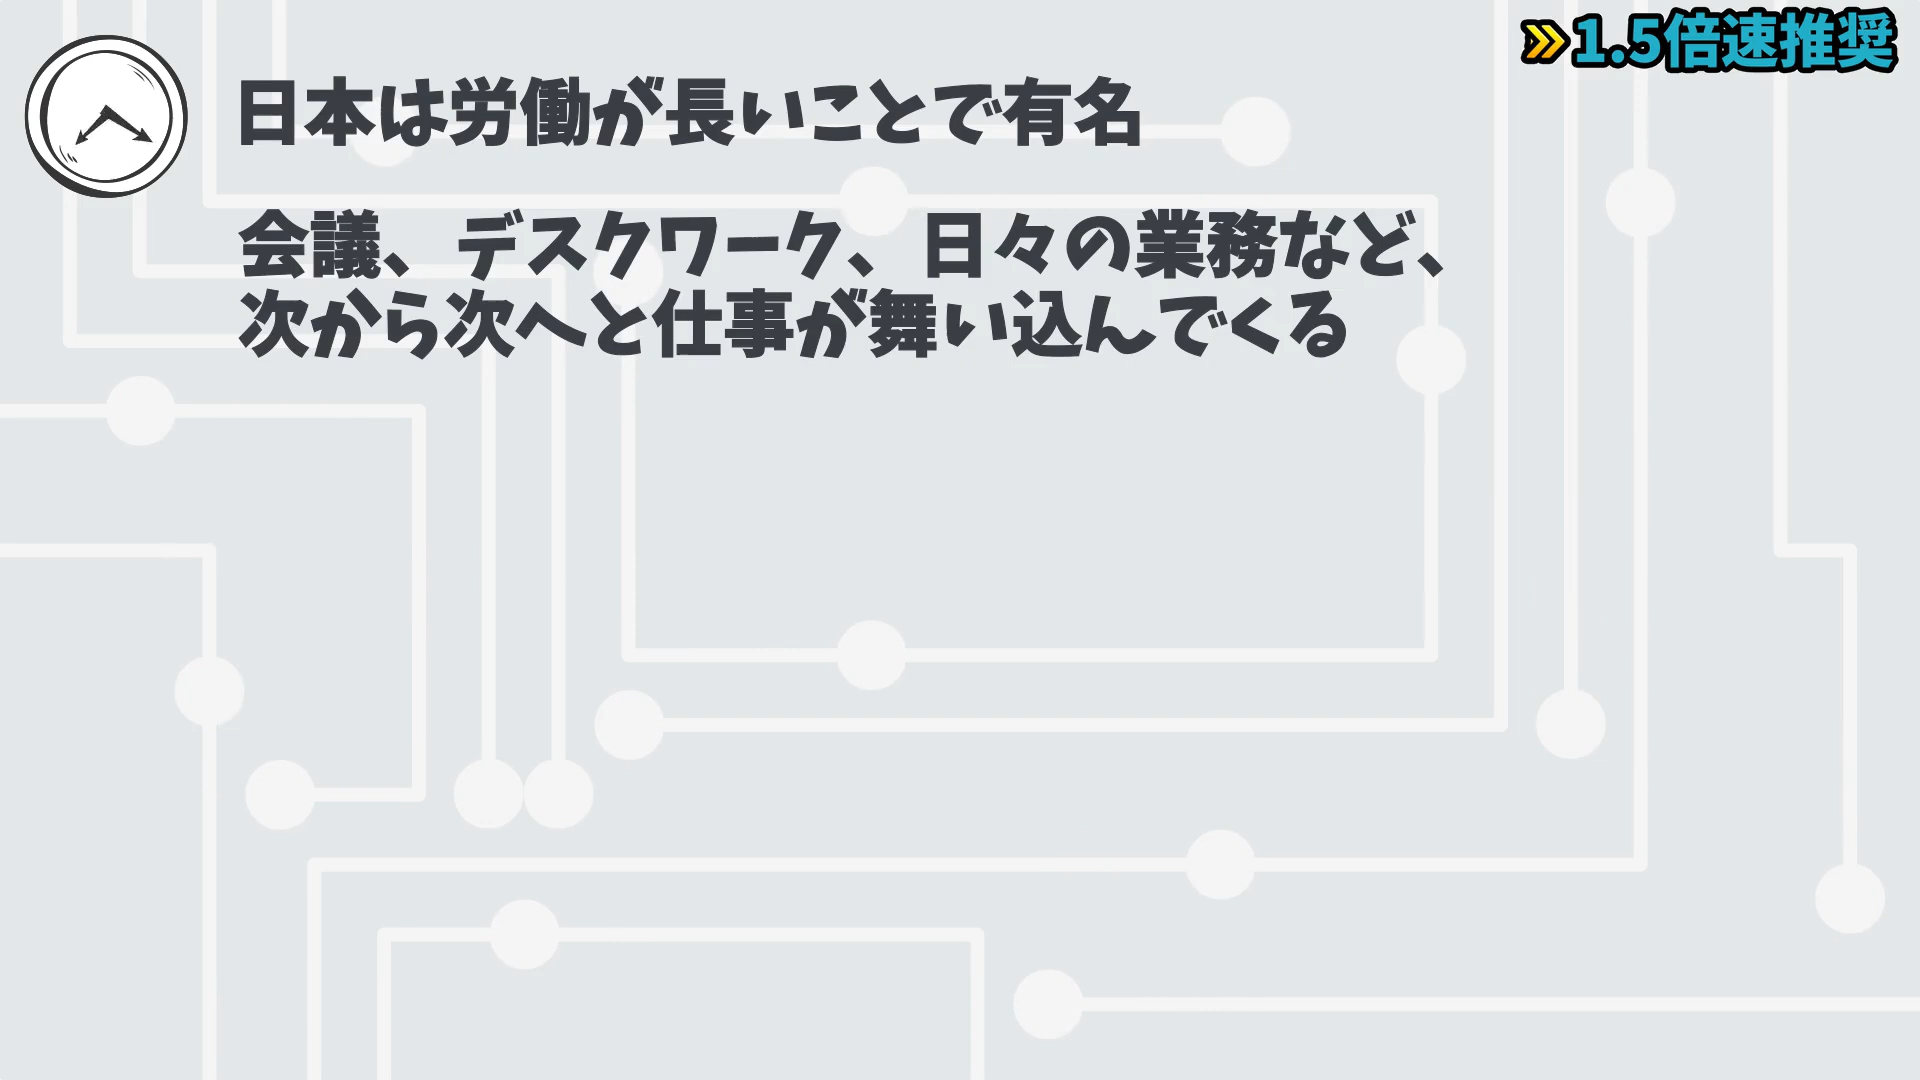 1.5倍速推奨
日本は労働が長いことで有名
会議、デスクワーク、日々の業務など、
次から次へと仕事が舞い込んでくる